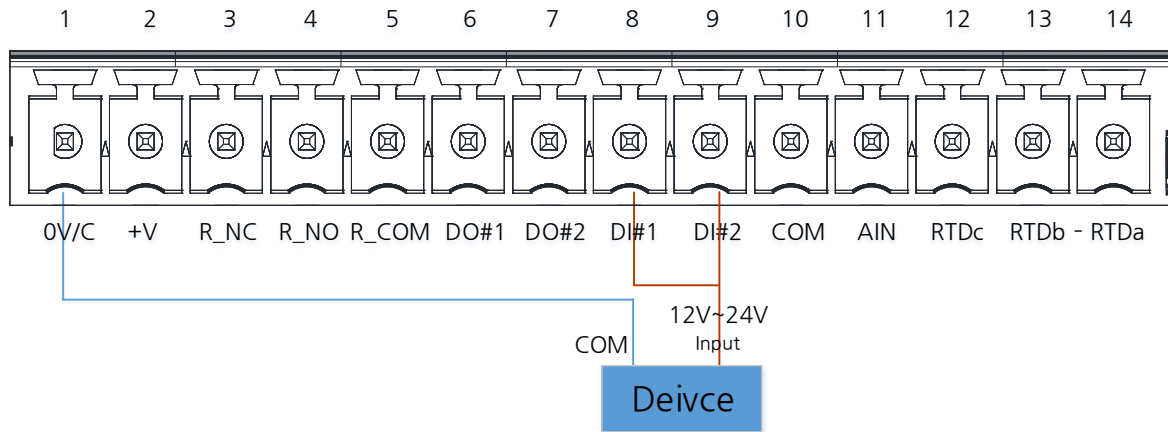 1 2 3 4 5 6 7 8 9 10 11 12 13 14
0V/C +V R_NC R_NO R_COM DO#1 DO#2 DI#1 DI#2 COM AIN RTDc RTDb - RTDa
12V~24V
COM Input
Deivce